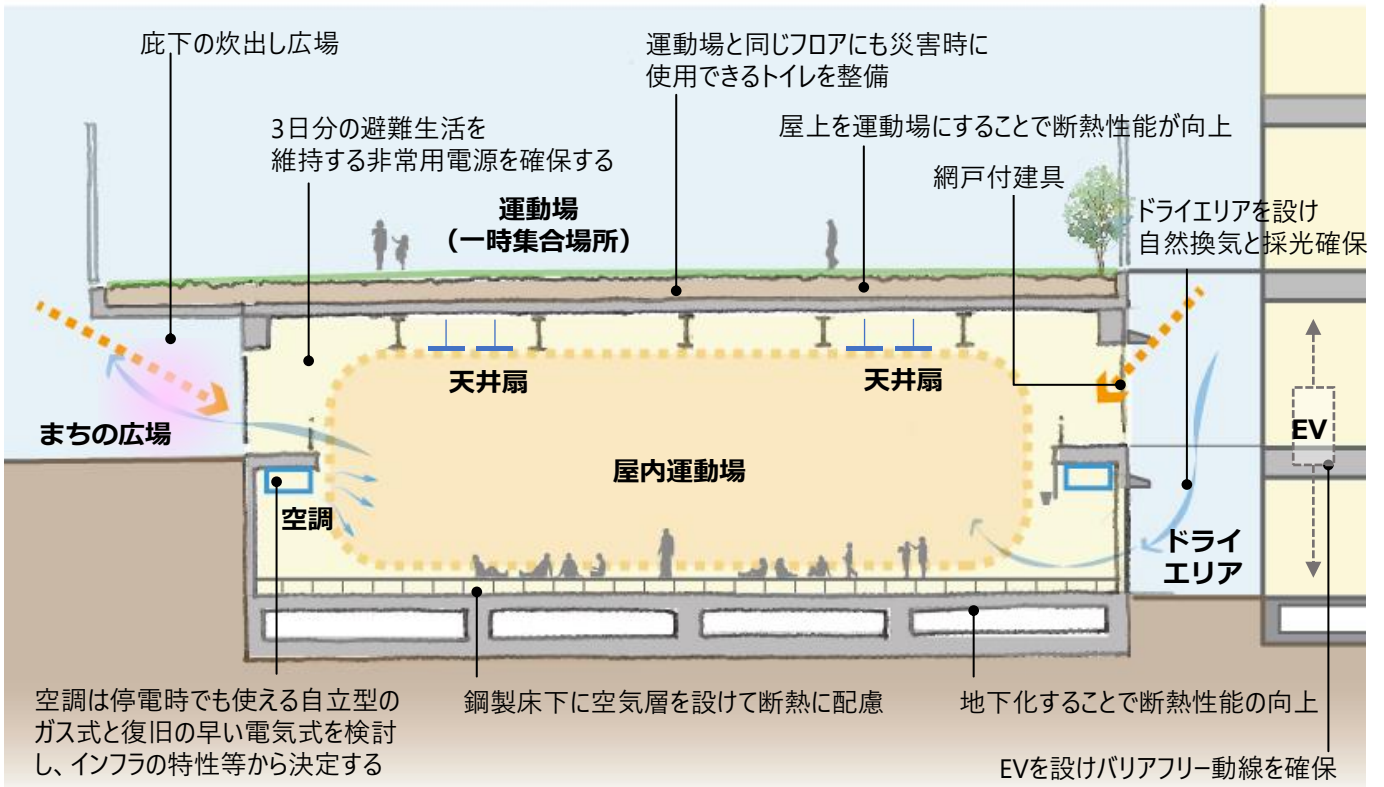 庇下の炊出し広場
運動場と同じフロアにも災害時に
使用できるトイレを整備
3日分の避難生活を
維持する非常用電源を確保する
屋上を運動場にすることで断熱性能が向上
網戸付建具
運動場
（一時集合場所）
ドライエリアを設け
自然換気と採光確保
天井扇
天井扇
まちの広場
EV
屋内運動場
空調
ドライ
エリア
空調は停電時でも使える自立型の
ガス式と復旧の早い電気式を検討
し、インフラの特性等から決定する
鋼製床下に空気層を設けて断熱に配慮
地下化することで断熱性能の向上
EVを設けバリアフリー動線を確保